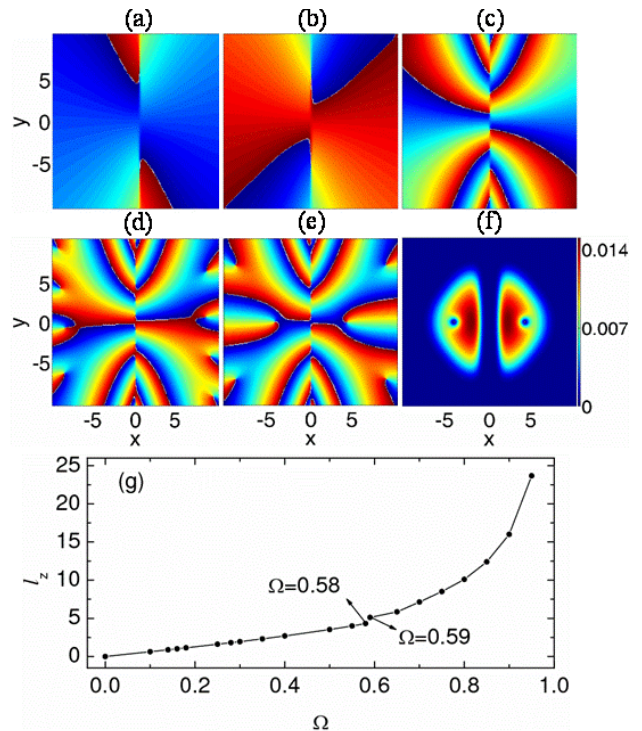 (a) (b) (c)
y 5 0 -5
(d) (e) (f)
y 5 0 -5 0.014 0.007 0
-5 0 5 -5 0 5 -5 0 5
x x x
(g)
l_z 25 20 15 10 5 0
Ω=0.58
Ω=0.59
0.0 0.2 0.4 0.6 0.8 1.0
Ω